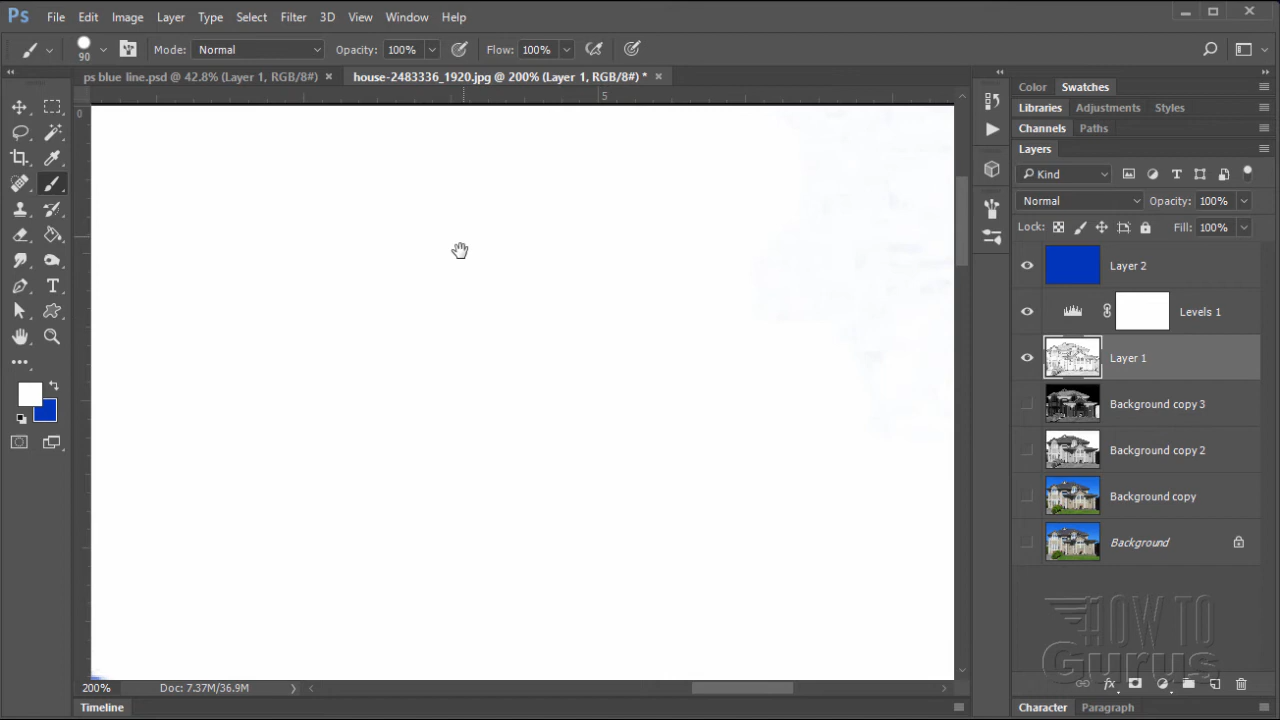 Ps File Edit Image Layer Type Select Filter 3D View Window Help
90 Mode: Normal Opacity: 100% Flow: 100%
ps blue line.psd @ 42.8% (Layer 1, RGB/8#) × house-2483336_1920.jpg @ 200% (Layer 1, RGB/8#) * ×
Color Swatches
Libraries Adjustments Styles
Channels Paths
Layers
Kind
Normal Opacity: 100%
Lock: Fill: 100%
Layer 2
Levels 1
Layer 1
Background copy 3
Background copy 2
Background copy
Background
0
5
HOW TO
Gurus
200% Doc: 7.37M/36.9M
fx
Timeline
Character Paragraph